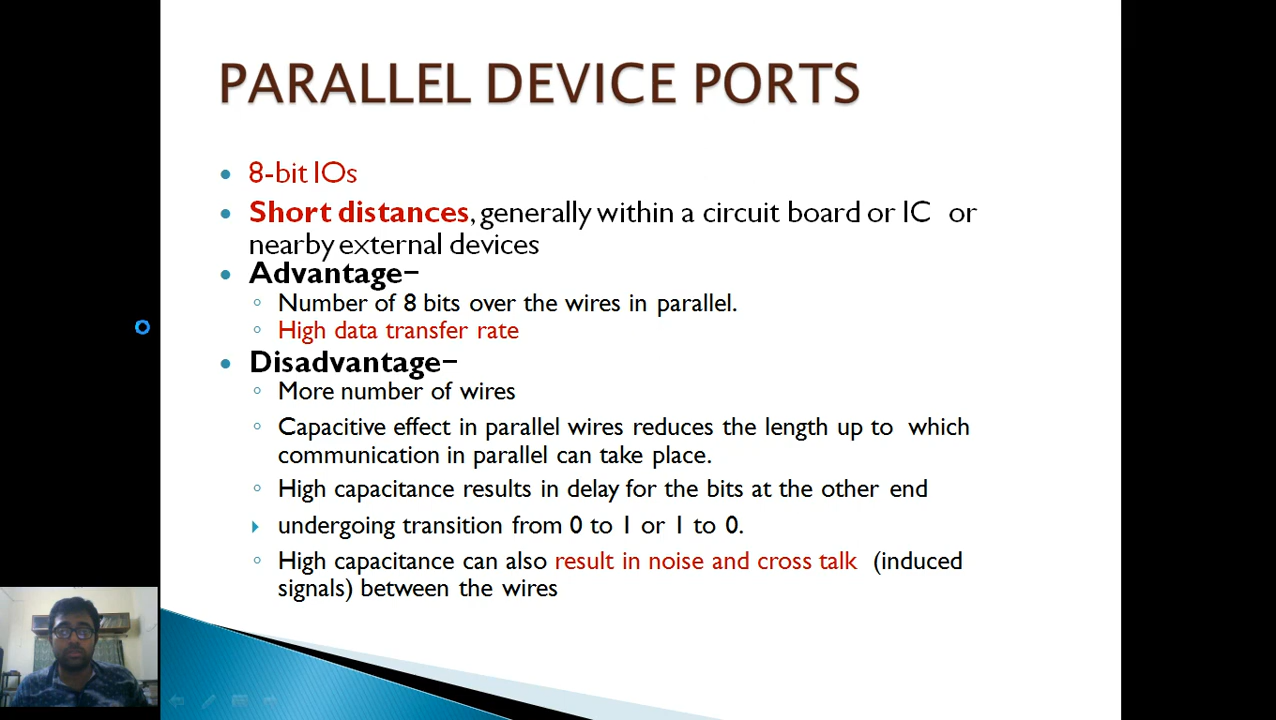 PARALLEL DEVICE PORTS
8-bit IOs
Short distances, generally within a circuit board or IC or
nearby external devices
Advantage–
Number of 8 bits over the wires in parallel.
High data transfer rate
Disadvantage–
More number of wires
Capacitive effect in parallel wires reduces the length up to which
communication in parallel can take place.
High capacitance results in delay for the bits at the other end
undergoing transition from 0 to 1 or 1 to 0.
High capacitance can also result in noise and cross talk (induced
signals) between the wires